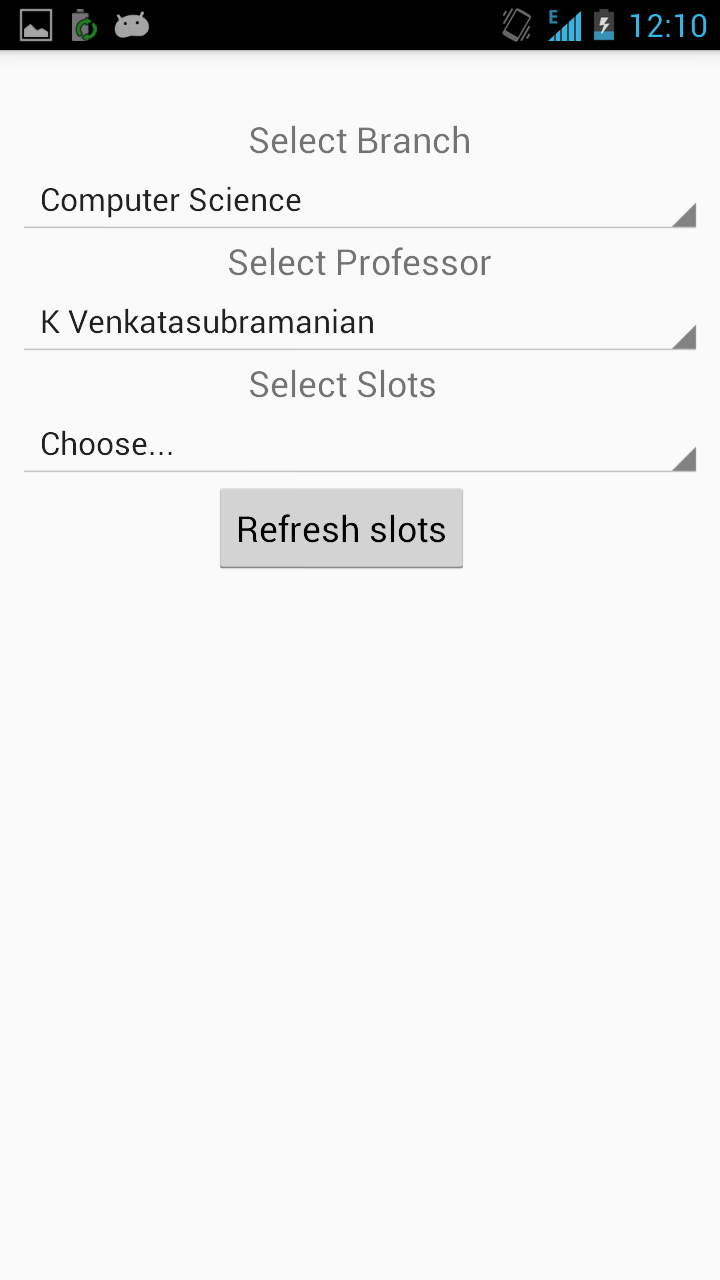 E 12:10
Select Branch
Computer Science
Select Professor
K Venkatasubramanian
Select Slots
Choose...
Refresh slots